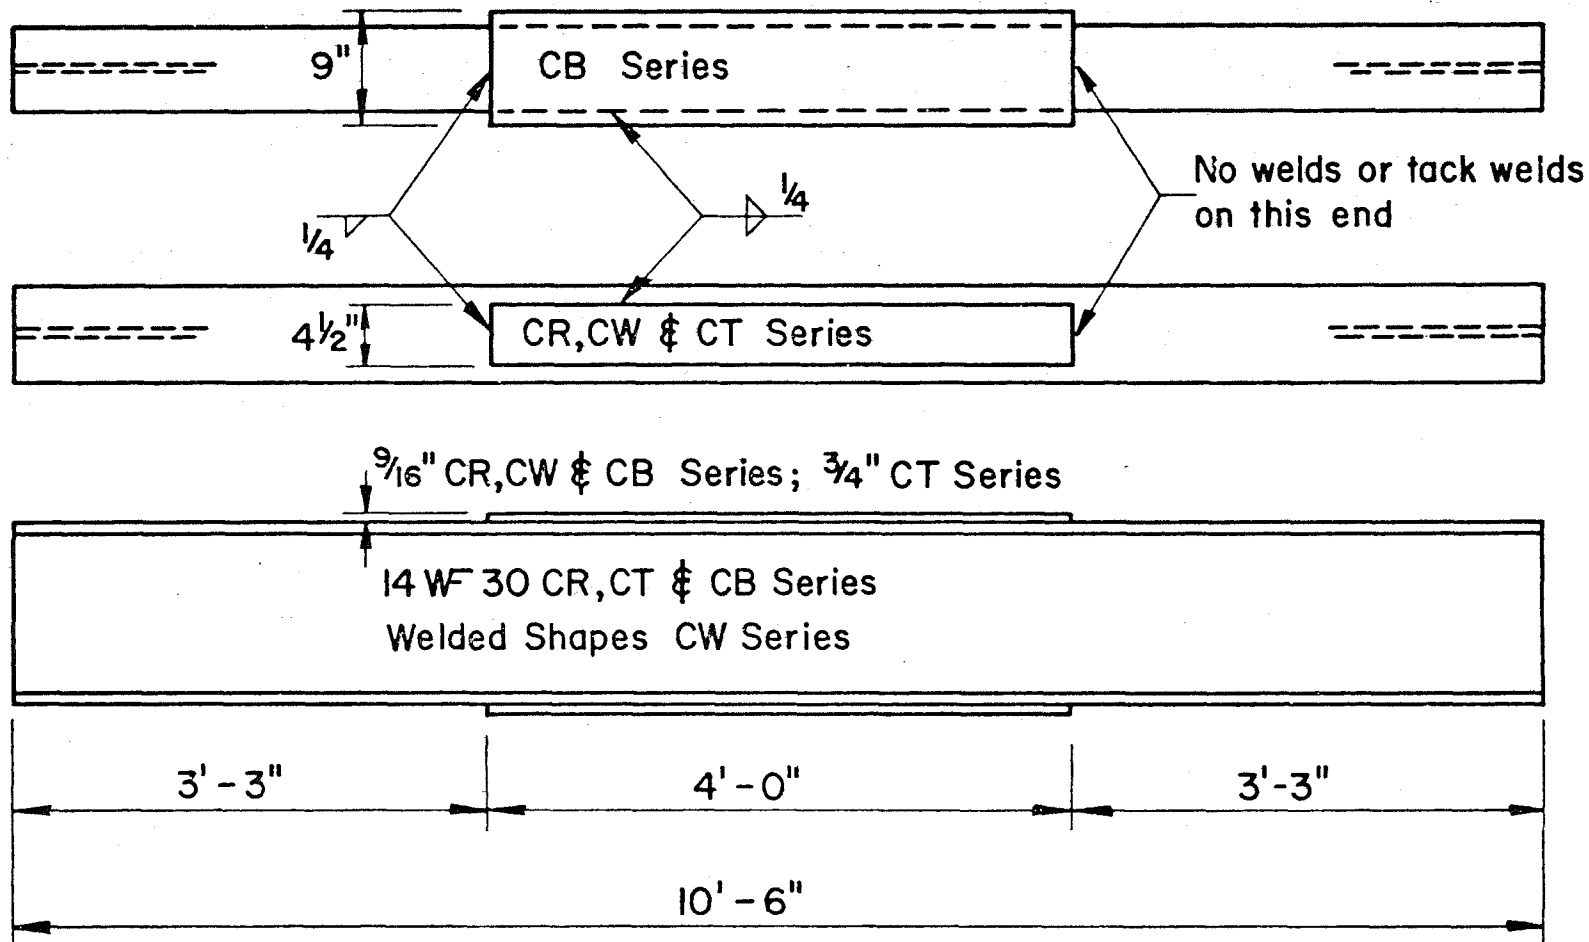 9"
CB Series
1/4
1/4
No welds or tack welds
on this end
4 1/2"
CR,CW & CT Series
9/16" CR,CW & CB Series; 3/4" CT Series
14 WF 30 CR,CT & CB Series
Welded Shapes CW Series
3'-3"
4'-0"
3'-3"
10'-6"